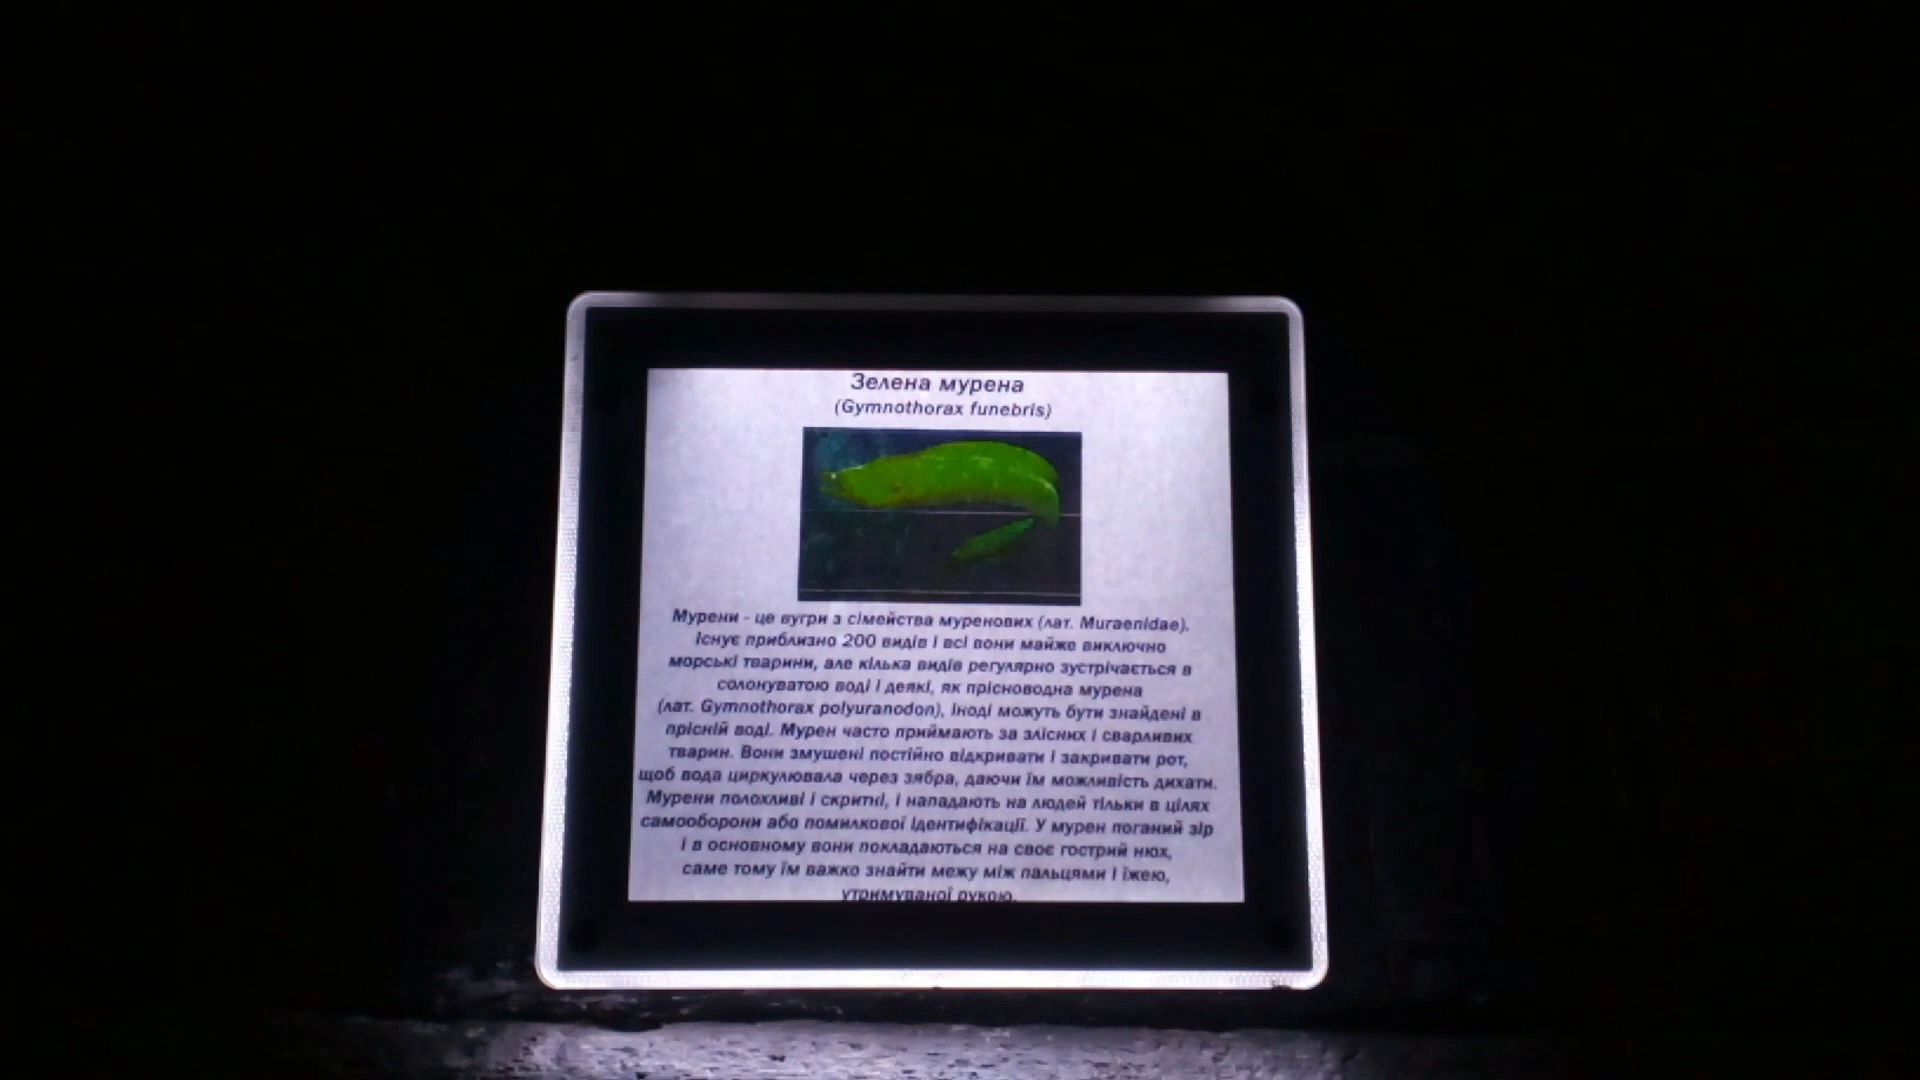 Зелена мурена
(Gymnothorax funebris)
Мурени - це вугри з сімейства муренових (лат. Muraenidae).
Існує приблизно 200 видів і всі вони майже виключно
морські тварини, але кілька видів регулярно зустрічається в
солонуватою воді і деякі, як прісноводна мурена
(лат. Gymnothorax polyuranodon), іноді можуть бути знайдені в
прісній воді. Мурен часто приймають за злісних і сварливих
тварин. Вони змушені постійно відкривати і закривати рот,
щоб вода циркулювала через зябра, даючи їм можливість дихати.
Мурени полохливі і скритні, і нападають на людей тільки в цілях
самооборони або помилкової ідентифікації. У мурен поганий зір
і в основному вони покладаються на своє гострий нюх,
саме тому їм важко знайти межу між пальцями і їжею,
утримуваної рукою.